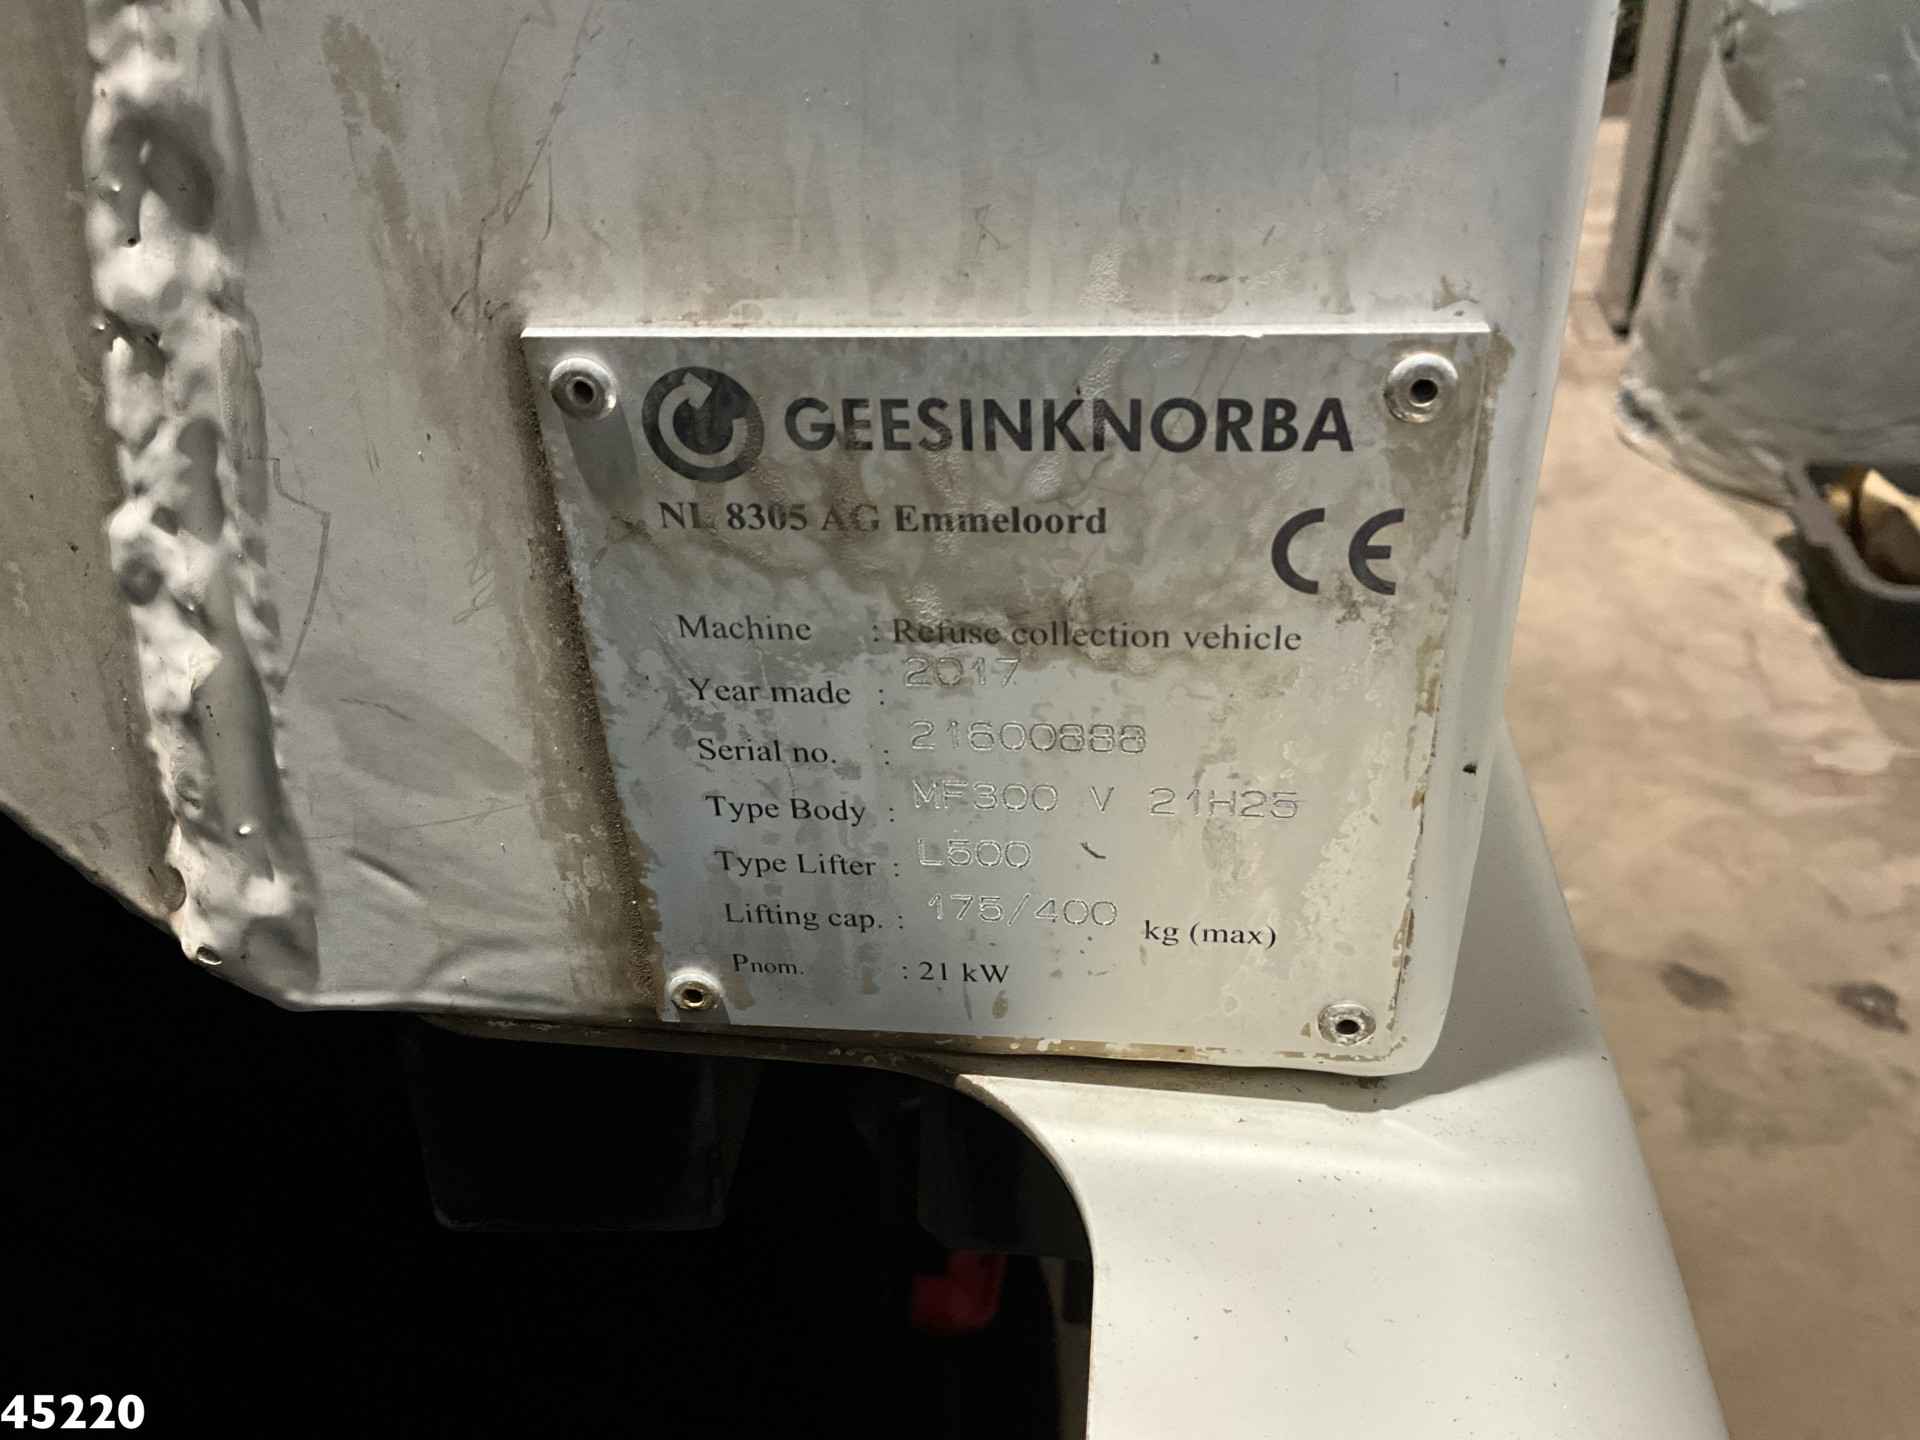 GEESINKNORBA
NL 8305 AG Emmeloord
CE
Machine : Refuse collection vehicle
Year made : 2017
Serial no. : 21600888
Type Body : MF300 V 21H25
Type Lifter : L500
Lifting cap. : 175/400 kg (max)
Pnom. : 21 kW
45220